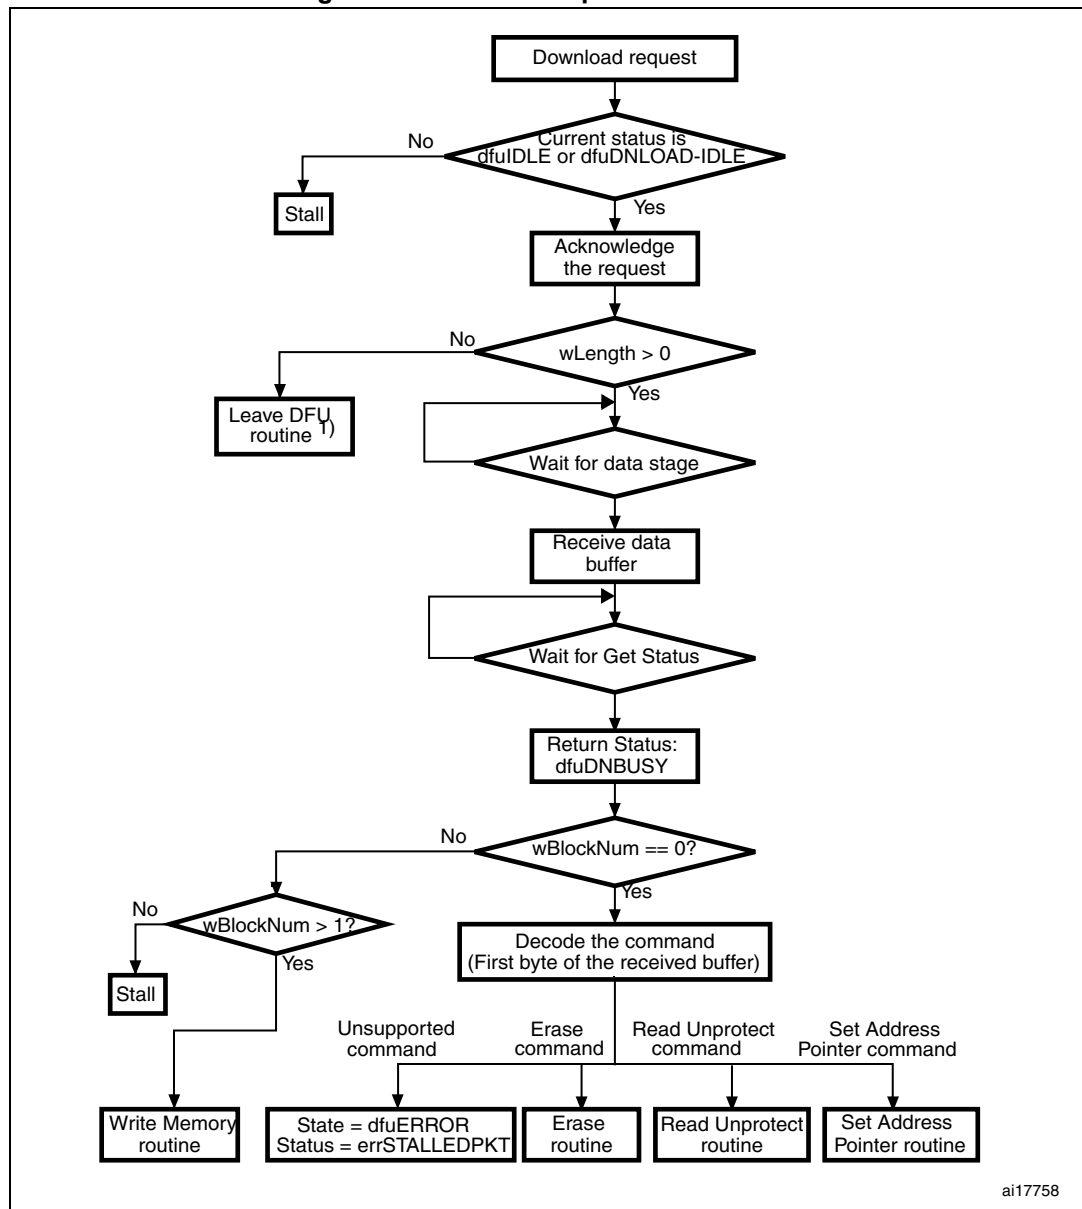 Download request
Current status is
dfuIDLE or dfuDNLOAD-IDLE
No
Stall
Yes
Acknowledge
the request
No
wLength > 0
Yes
Leave DFU
routine 1)
Wait for data stage
Receive data
buffer
Wait for Get Status
Return Status:
dfuDNBUSY
No
wBlockNum == 0?
Yes
No
wBlockNum > 1?
Yes
Stall
Decode the command
(First byte of the received buffer)
Unsupported
command
Erase
command
Read Unprotect
command
Set Address
Pointer command
Write Memory
routine
State = dfuERROR
Status = errSTALLEDPKT
Erase
routine
Read Unprotect
routine
Set Address
Pointer routine
ai17758